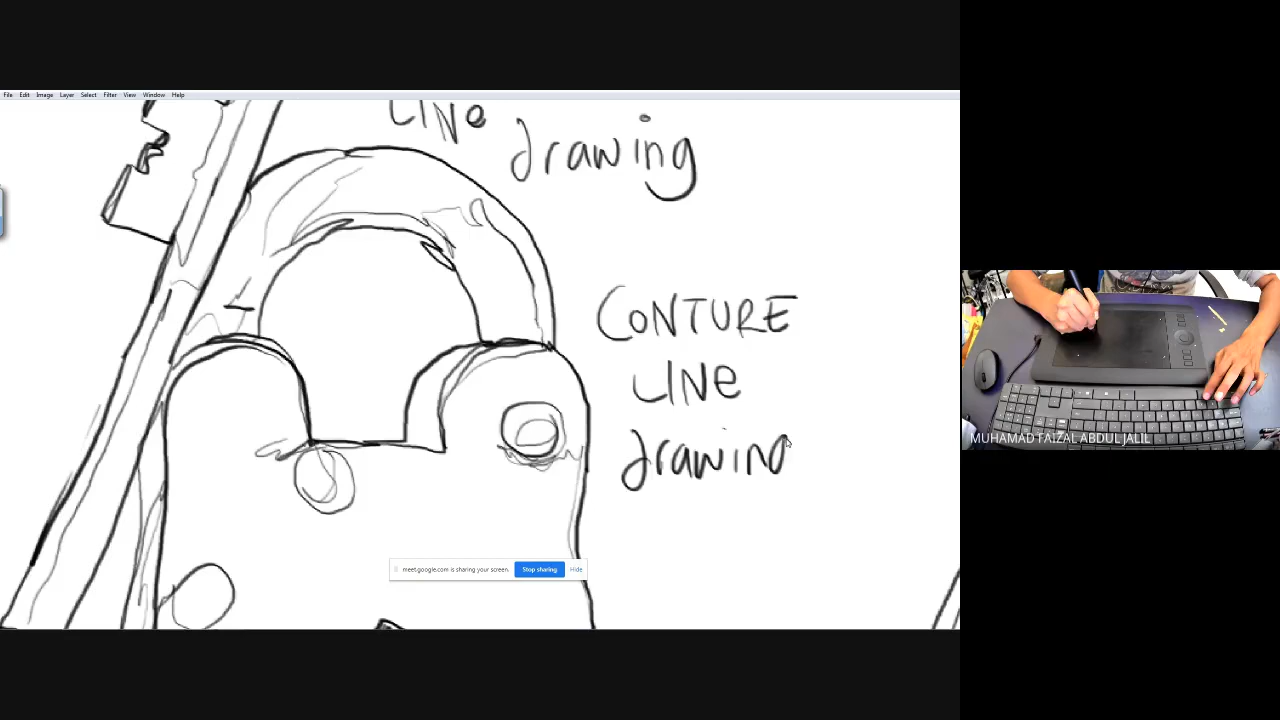 File Edit Image Layer Select Filter View Window Help
LINe
drawing
CONTURE
LINe
drawing
MUHAMAD FAIZAL ABDUL JALIL
meet.google.com is sharing your screen. Stop sharing Hide